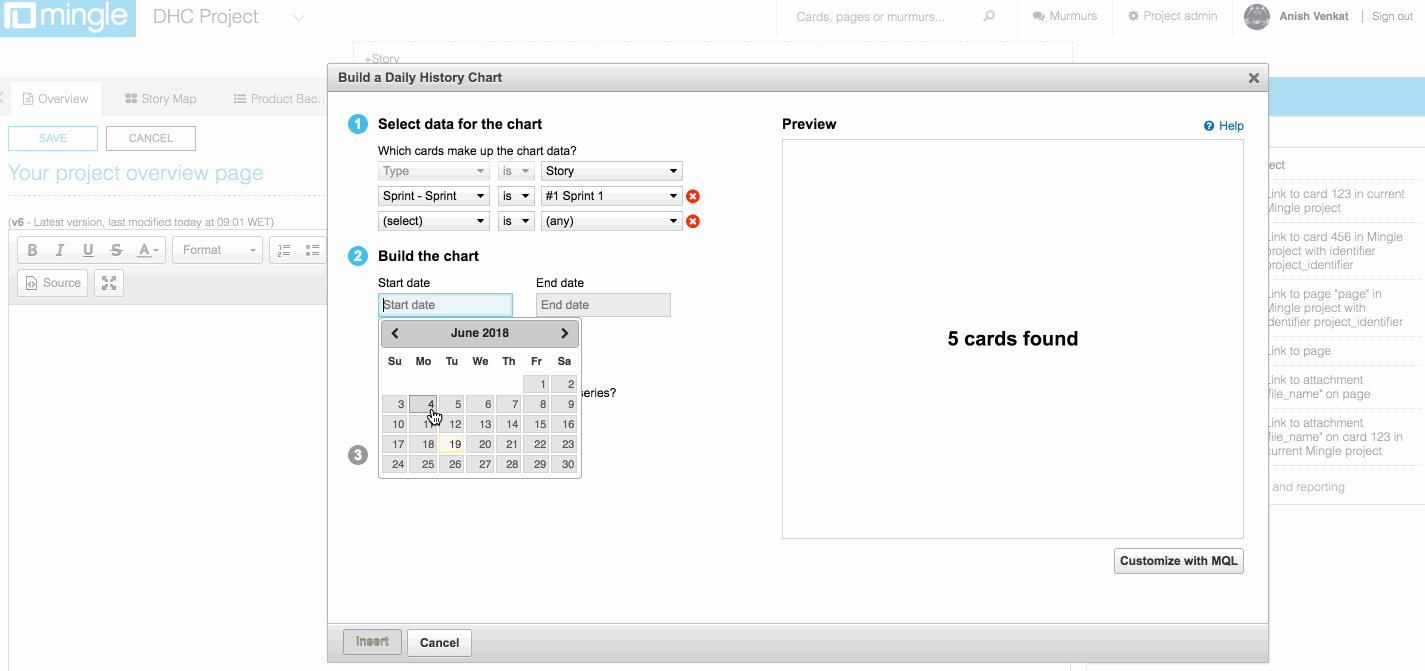 mingle DHC Project Cards, pages or murmurs... Murmurs Project admin Anish Venkat | Sign out
+Story
Build a Daily History Chart
Overview Story Map Product Bac...
SAVE CANCEL
Your project overview page
(v6 - Latest version, last modified today at 09:01 WET)
B I U S A Format
Source
1 Select data for the chart
Which cards make up the chart data?
Type is Story
Sprint - Sprint is #1 Sprint 1
(select) is (any)
2 Build the chart
Start date End date
Start date End date
June 2018
Su Mo Tu We Th Fr Sa
1 2
3 4 5 6 7 8 9
10 11 12 13 14 15 16
17 18 19 20 21 22 23
24 25 26 27 28 29 30
series?
3
Preview Help
5 cards found
Customize with MQL
Insert Cancel
ect
Link to card 123 in current
Mingle project
Link to card 456 in Mingle
project with identifier
project_identifier
Link to page "page" in
Mingle project with
identifier project_identifier
Link to page
Link to attachment
"file_name" on page
Link to attachment
"file_name" on card 123 in
current Mingle project
and reporting